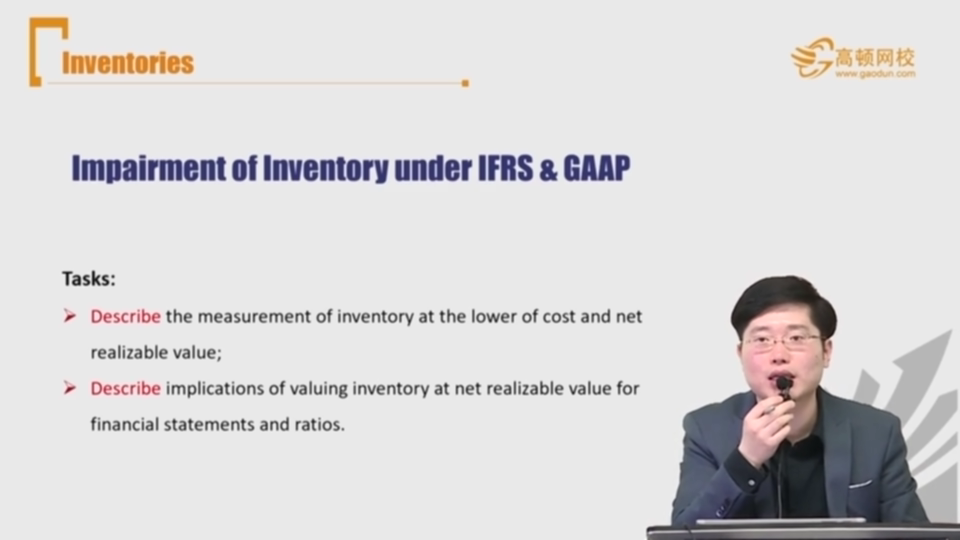 Inventories
高顿网校
www.gaodun.com
Impairment of Inventory under IFRS & GAAP
Tasks:
Describe the measurement of inventory at the lower of cost and net
realizable value;
Describe implications of valuing inventory at net realizable value for
financial statements and ratios.